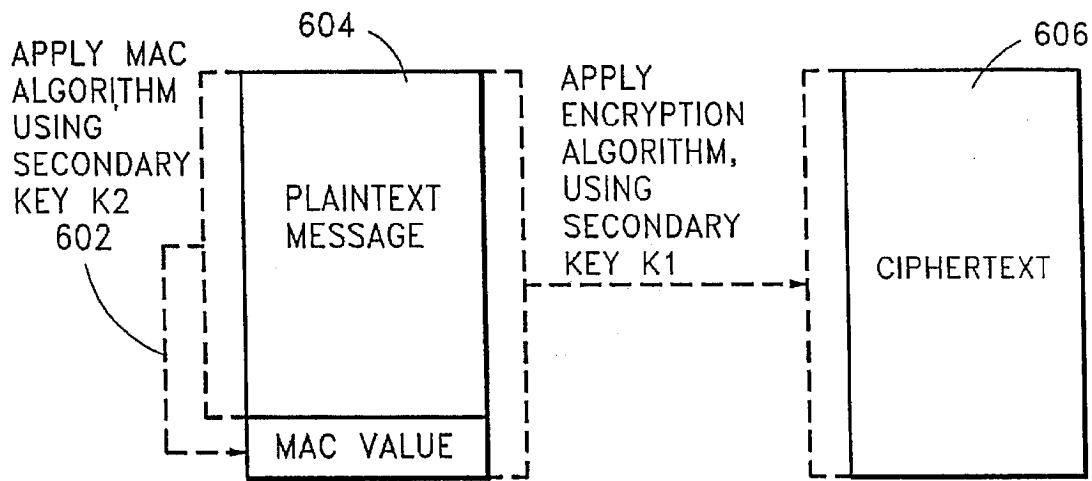 604
606
APPLY MAC
ALGORITHM
USING
SECONDARY
KEY K2
602
PLAINTEXT
MESSAGE
MAC VALUE
APPLY
ENCRYPTION
ALGORITHM,
USING
SECONDARY
KEY K1
CIPHERTEXT